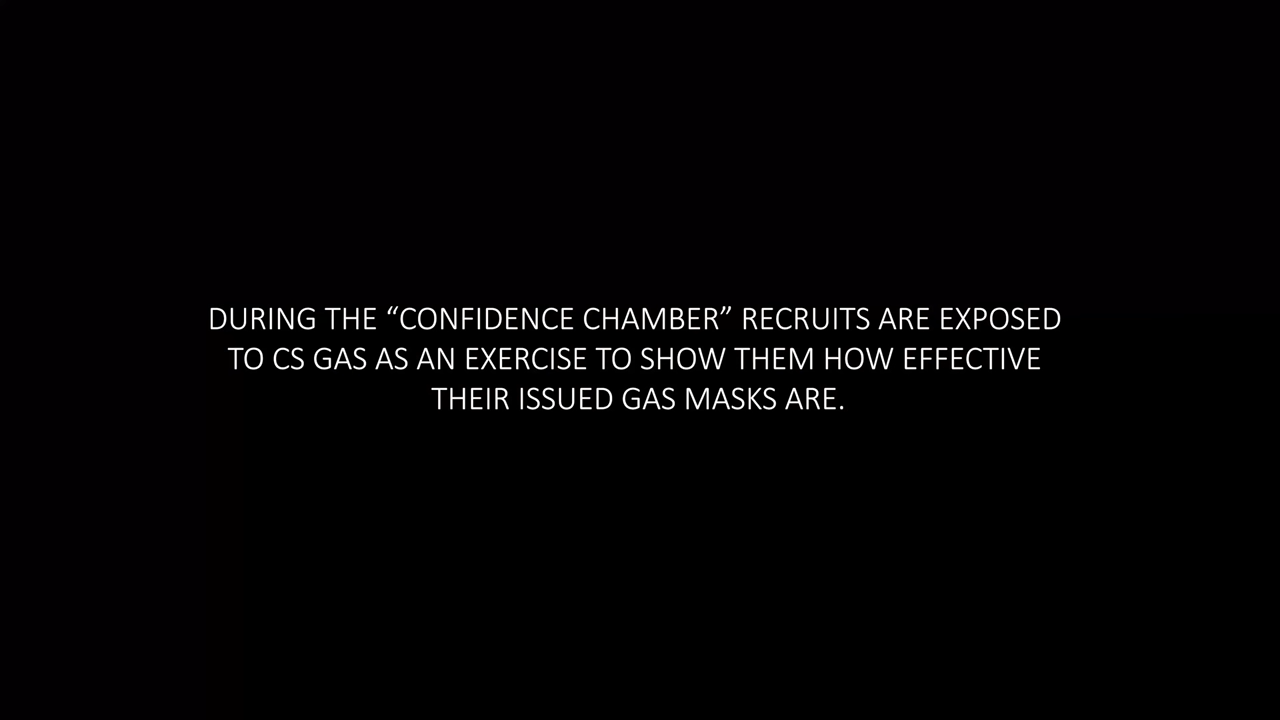 DURING THE “CONFIDENCE CHAMBER” RECRUITS ARE EXPOSED
TO CS GAS AS AN EXERCISE TO SHOW THEM HOW EFFECTIVE
THEIR ISSUED GAS MASKS ARE.